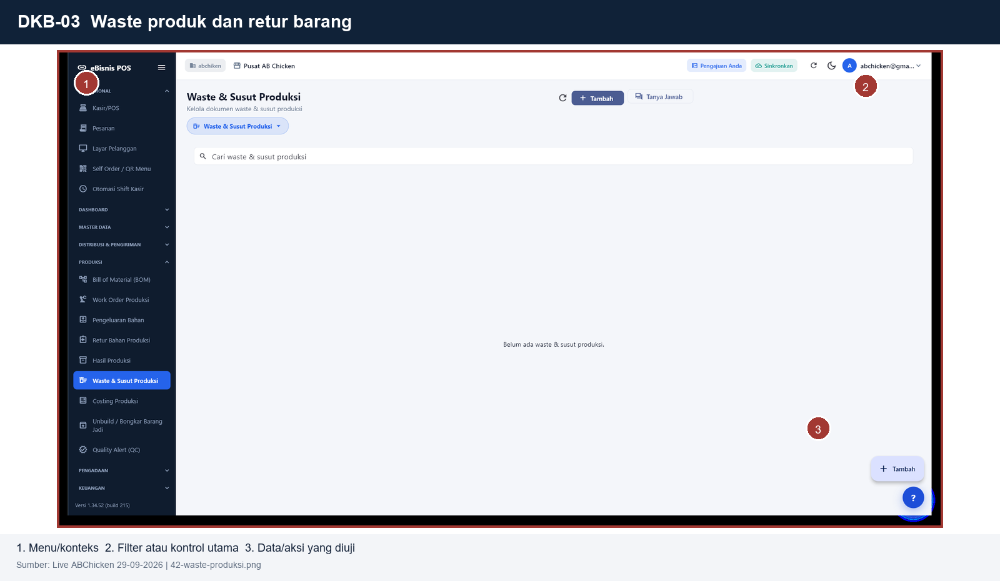 DKB-03 Waste produk dan retur barang
eBisnis POS
1
IONAL
Kasir/POS
Pesanan
Layar Pelanggan
Self Order / QR Menu
Otomasi Shift Kasir
DASHBOARD
MASTER DATA
DISTRIBUSI & PENGIRIMAN
PRODUKSI
Bill of Material (BOM)
Work Order Produksi
Pengeluaran Bahan
Retur Bahan Produksi
Hasil Produksi
Waste & Susut Produksi
Costing Produksi
Unbuild / Bongkar Barang
Jadi
Quality Alert (QC)
PENGADAAN
KEUANGAN
Versi 1.34.52 (build 215)
abchiken
Pusat AB Chicken
Pengajuan Anda
Sinkronkan
A
abchicken@gma...
2
Waste & Susut Produksi
Kelola dokumen waste & susut produksi
+ Tambah
Tanya Jawab
Waste & Susut Produksi
Cari waste & susut produksi
Belum ada waste & susut produksi.
3
+ Tambah
?
1. Menu/konteks 2. Filter atau kontrol utama 3. Data/aksi yang diuji
Sumber: Live ABChicken 29-09-2026 | 42-waste-produksi.png